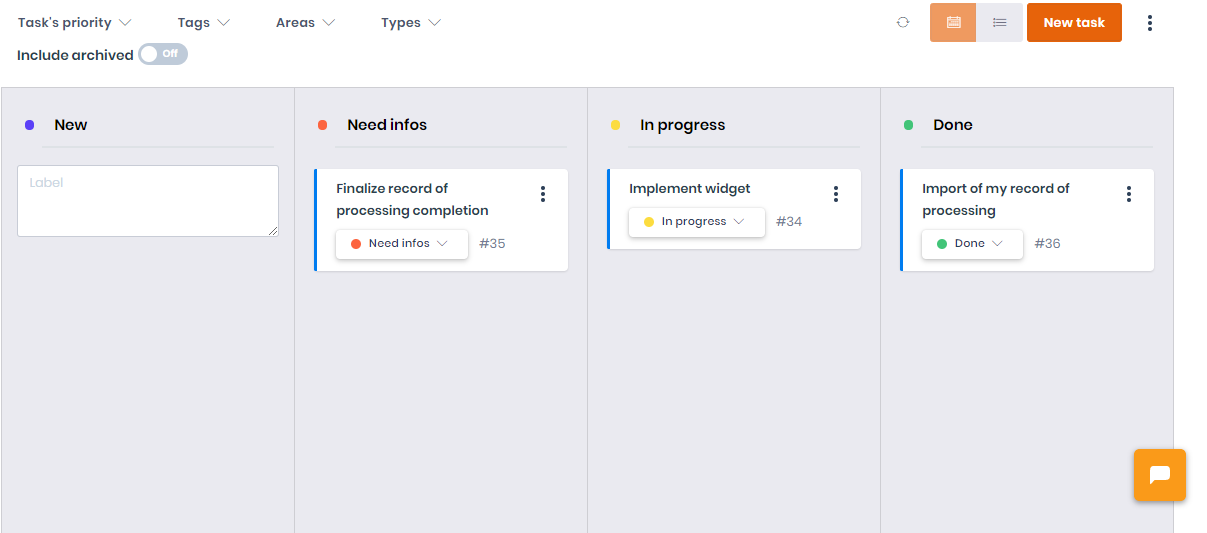 Task's priority
Tags
Areas
Types
New task
Include archived
Off
New
Label
Need infos
Finalize record of
processing completion
Need infos
#35
In progress
Implement widget
In progress
#34
Done
Import of my record of
processing
Done
#36